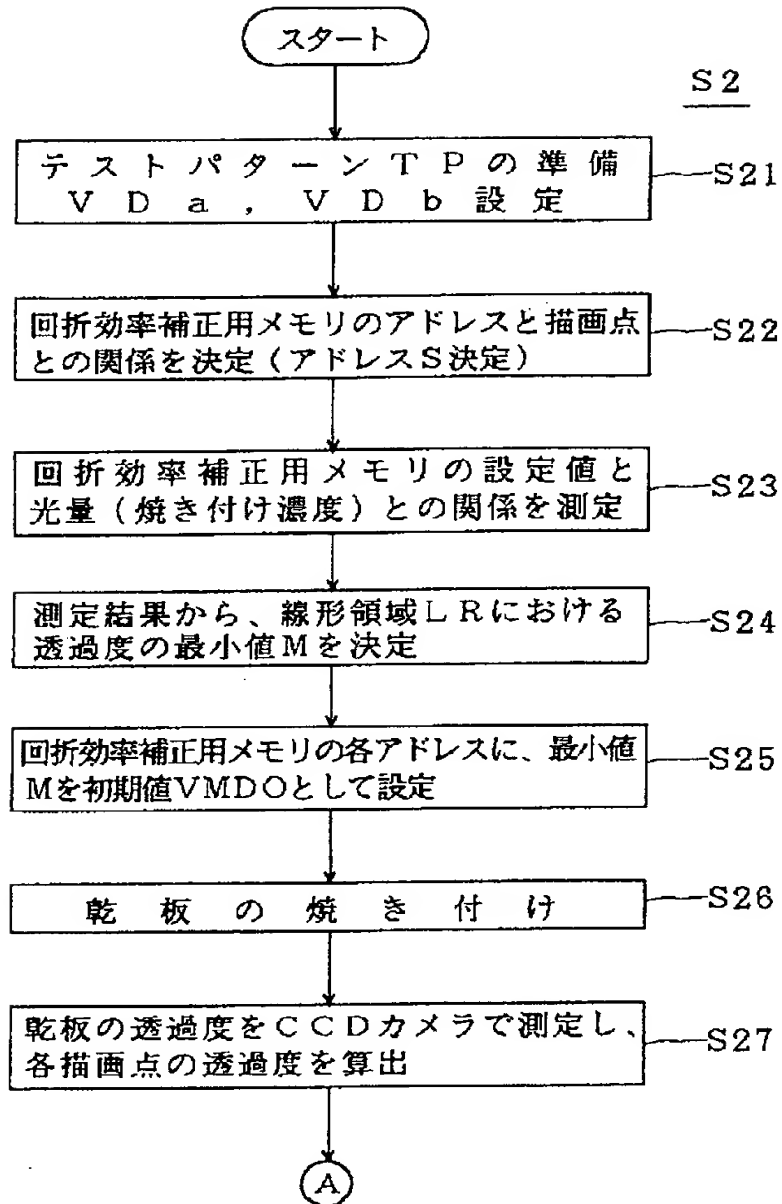 スタート
S2
テストパターンTPの準備
VDa, VDb設定
S21
回折効率補正用メモリのアドレスと描画点
との関係を決定(アドレスS決定)
S22
回折効率補正用メモリの設定値と
光量(焼き付け濃度)との関係を測定
S23
測定結果から、線形領域LRにおける
透過度の最小値Mを決定
S24
回折効率補正用メモリの各アドレスに、最小値
Mを初期値VMDOとして設定
S25
乾板の焼き付け
S26
乾板の透過度をCCDカメラで測定し、
各描画点の透過度を算出
S27
A